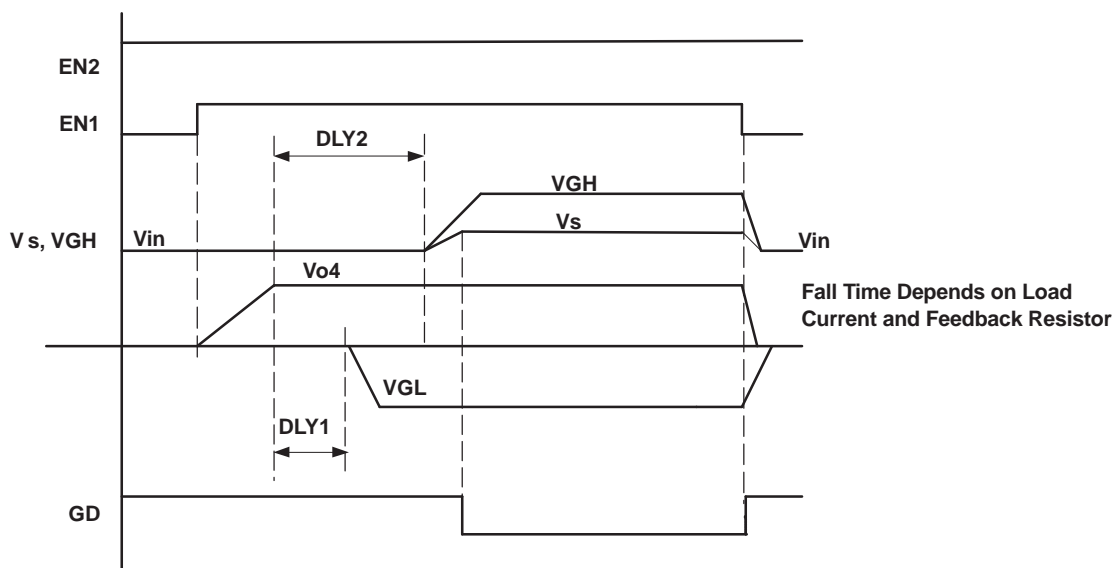 EN2
EN1
DLY2
VGH
Vs
Vs, VGH
Vin
Vin
Vo4
Fall Time Depends on Load
Current and Feedback Resistor
VGL
DLY1
GD